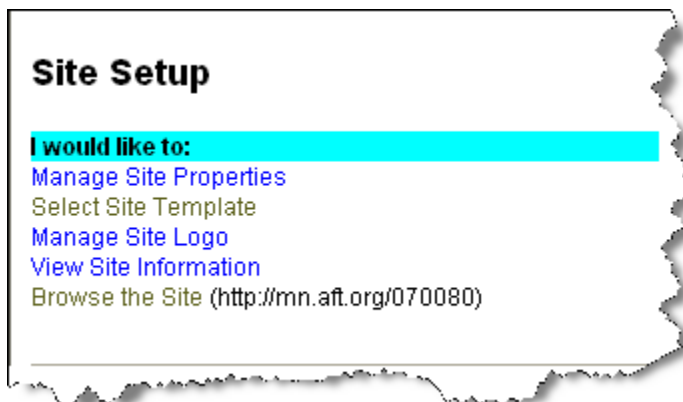 Site Setup
I would like to:
Manage Site Properties
Select Site Template
Manage Site Logo
View Site Information
Browse the Site (http://mn.aft.org/070080)